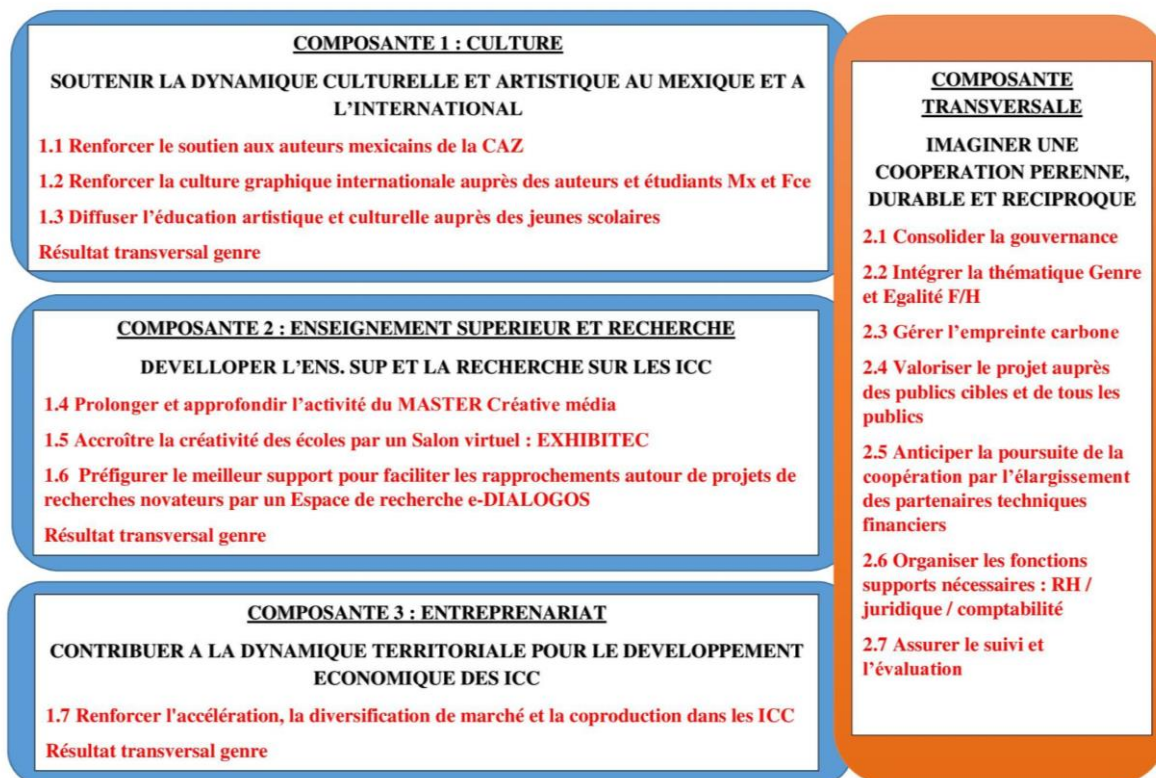 COMPOSANTE 1 : CULTURE
SOUTENIR LA DYNAMIQUE CULTURELLE ET ARTISTIQUE AU MEXIQUE ET A
L’INTERNATIONAL
1.1 Renforcer le soutien aux auteurs mexicains de la CAZ
1.2 Renforcer la culture graphique internationale auprès des auteurs et étudiants Mx et Fce
1.3 Diffuser l’éducation artistique et culturelle auprès des jeunes scolaires
Résultat transversal genre
COMPOSANTE 2 : ENSEIGNEMENT SUPERIEUR ET RECHERCHE
DEVELLOPER L’ENS. SUP ET LA RECHERCHE SUR LES ICC
1.4 Prolonger et approfondir l’activité du MASTER Créative média
1.5 Accroître la créativité des écoles par un Salon virtuel : EXHIBITEC
1.6 Préfigurer le meilleur support pour faciliter les rapprochements autour de projets de
recherches novateurs par un Espace de recherche e-DIALOGOS
Résultat transversal genre
COMPOSANTE 3 : ENTREPRENARIAT
CONTRIBUER A LA DYNAMIQUE TERRITORIALE POUR LE DEVELOPPEMENT
ECONOMIQUE DES ICC
1.7 Renforcer l'accélération, la diversification de marché et la coproduction dans les ICC
Résultat transversal genre
COMPOSANTE
TRANSVERSALE
IMAGINER UNE
COOPERATION PERENNE,
DURABLE ET RECIPROQUE
2.1 Consolider la gouvernance
2.2 Intégrer la thématique Genre
et Egalité F/H
2.3 Gérer l’empreinte carbone
2.4 Valoriser le projet auprès
des publics cibles et de tous les
publics
2.5 Anticiper la poursuite de la
coopération par l’élargissement
des partenaires techniques
financiers
2.6 Organiser les fonctions
supports nécessaires : RH /
juridique / comptabilité
2.7 Assurer le suivi et
l’évaluation